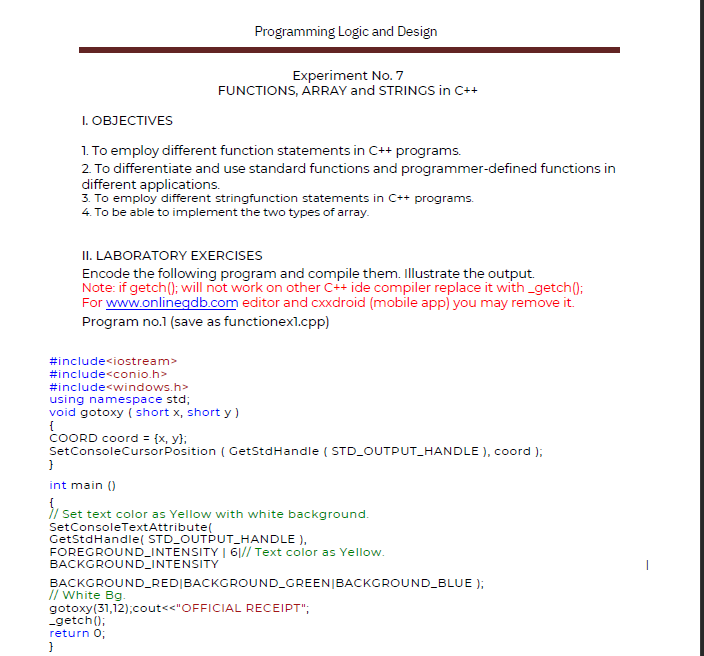 Programming Logic and Design
Experiment No. 7
FUNCTIONS, ARRAY and STRINGS in C++
I. OBJECTIVES
1. To employ different function statements in C++ programs.
2. To differentiate and use standard functions and programmer-defined functions in
different applications.
3. To employ different stringfunction statements in C++ programs.
4. To be able to implement the two types of array.
II. LABORATORY EXERCISES
Encode the following program and compile them. Illustrate the output.
Note: if getch(); will not work on other C++ ide compiler replace it with _getch();
For www.onlinegdb.com editor and cxxdroid (mobile app) you may remove it.
Program no.1 (save as functionex1.cpp)
#include<iostream>
#include<conio.h>
#include<windows.h>
using namespace std;
void gotoxy ( short x, short y )
{
COORD coord = {x, y};
SetConsoleCursorPosition ( GetStdHandle ( STD_OUTPUT_HANDLE ), coord );
}
int main ()
{
// Set text color as Yellow with white background.
SetConsoleTextAttribute(
GetStdHandle( STD_OUTPUT_HANDLE ),
FOREGROUND_INTENSITY | 6|// Text color as Yellow.
BACKGROUND_INTENSITY |
BACKGROUND_RED|BACKGROUND_GREEN|BACKGROUND_BLUE );
// White Bg.
gotoxy(31,12);cout<<"OFFICIAL RECEIPT";
_getch();
return 0;
}